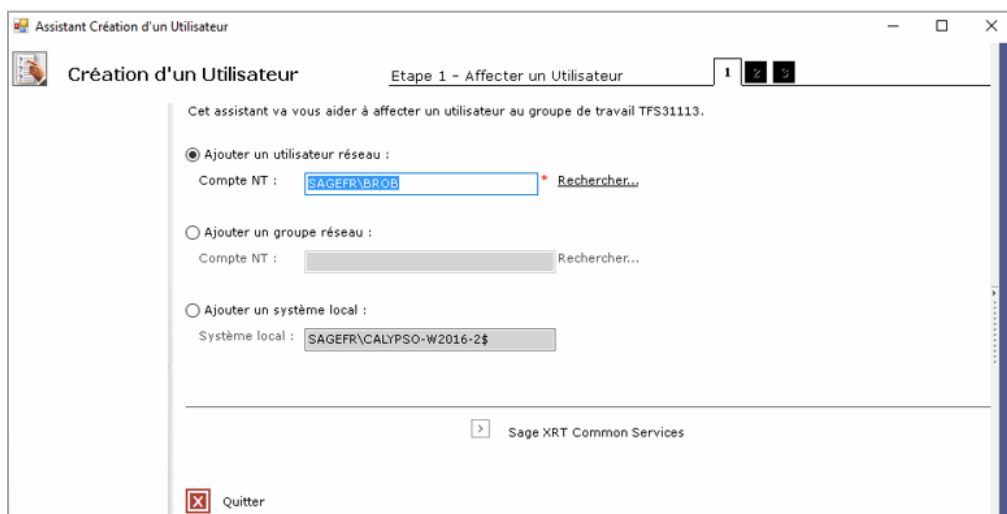 Assistant Création d'un Utilisateur
Création d'un Utilisateur
Etape 1 - Affecter un Utilisateur
1 2 3
Cet assistant va vous aider à affecter un utilisateur au groupe de travail TFS31113.
Ajouter un utilisateur réseau :
Compte NT : SAGEFR\BROB * Rechercher...
Ajouter un groupe réseau :
Compte NT : Rechercher...
Ajouter un système local :
Système local : SAGEFR\CALYPSO-W2016-2$
> Sage XRT Common Services
X Quitter